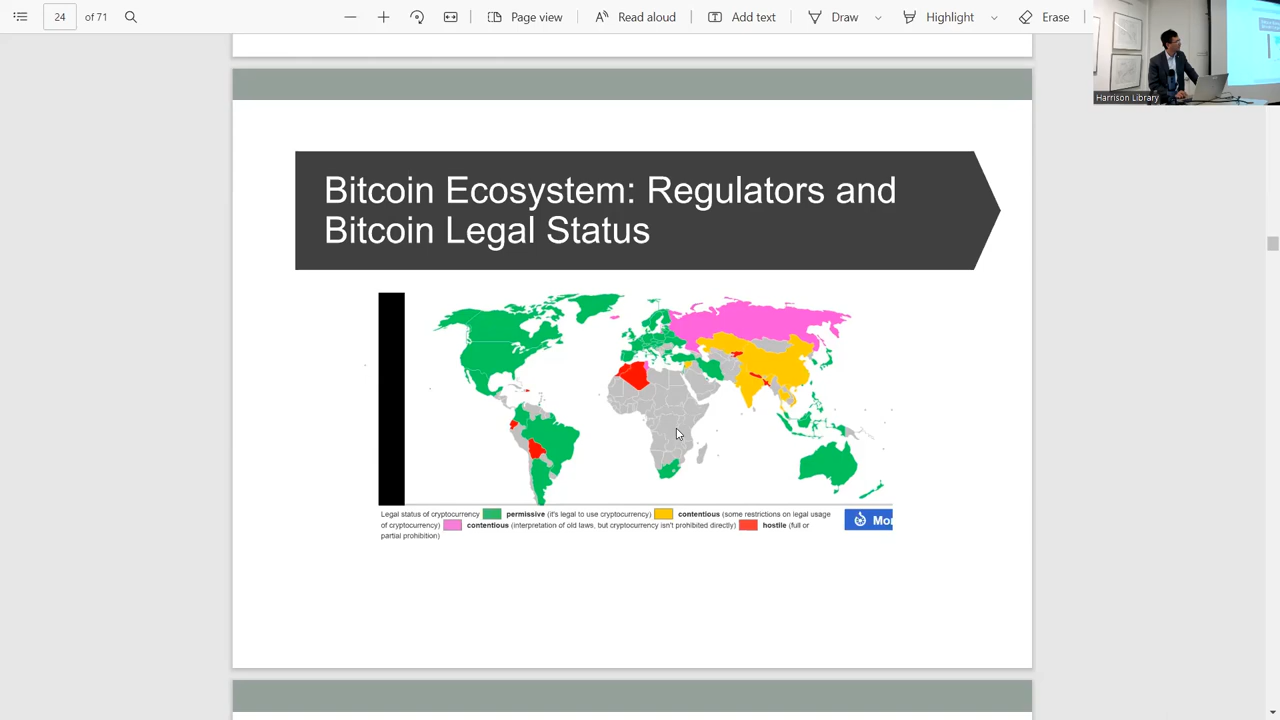 24 of 71
Page view
Read aloud
Add text
Draw
Highlight
Erase
Harrison Library
Bitcoin Ecosystem: Regulators and
Bitcoin Legal Status
Legal status of cryptocurrency permissive (it's legal to use cryptocurrency) contentious (some restrictions on legal usage
of cryptocurrency) contentious (interpretation of old laws, but cryptocurrency isn't prohibited directly) hostile (full or
partial prohibition)
Mor